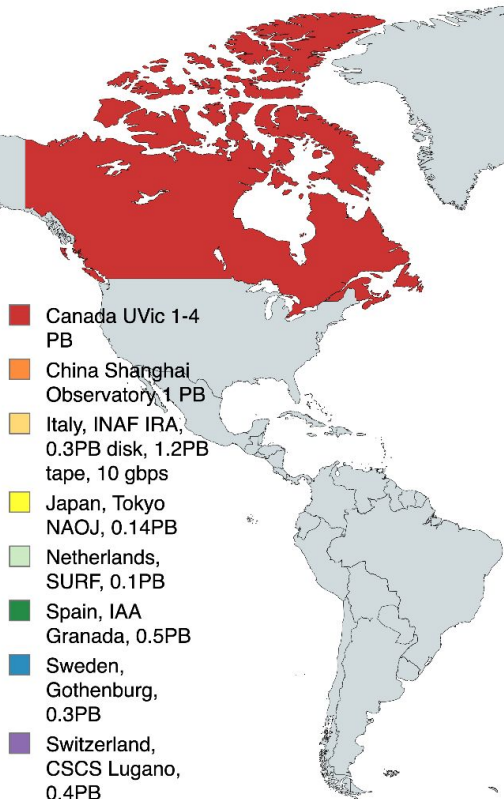 Canada UVic 1-4
PB
China Shanghai
Observatory 1 PB
Italy, INAF IRA,
0.3PB disk, 1.2PB
tape, 10 gbps
Japan, Tokyo
NAOJ, 0.14PB
Netherlands,
SURF, 0.1PB
Spain, IAA
Granada, 0.5PB
Sweden,
Gothenburg,
0.3PB
Switzerland,
CSCS Lugano,
0.4PB